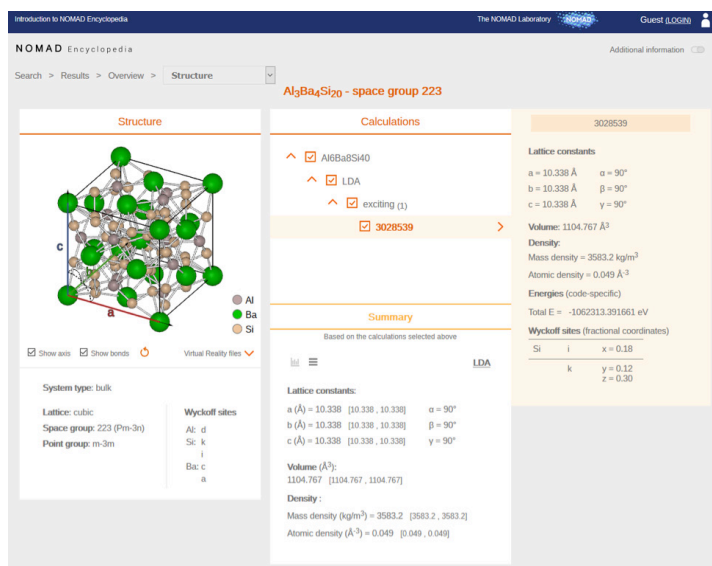 Introduction to NOMAD Encyclopedia
The NOMAD Laboratory
NOMAD
Guest (LOGIN)
NOMAD Encyclopedia
Additional information
Search > Results > Overview > Structure
Al3Ba4Si20 - space group 223
Structure
c
a
Al
Ba
Si
Show axis
Show bonds
Virtual Reality files
System type: bulk
Lattice: cubic
Space group: 223 (Pm-3n)
Point group: m-3m
Wyckoff sites
Al: d
Si: k
i
Ba: c
a
Calculations
Al6Ba8Si40
LDA
exciting (1)
3028539
Summary
Based on the calculations selected above
LDA
Lattice constants:
a (Å) = 10.338 [10.338 , 10.338] α = 90°
b (Å) = 10.338 [10.338 , 10.338] β = 90°
c (Å) = 10.338 [10.338 , 10.338] γ = 90°
Volume (Å³):
1104.767 [1104.767 , 1104.767]
Density :
Mass density (kg/m³) = 3583.2 [3583.2 , 3583.2]
Atomic density (Å⁻³) = 0.049 [0.049 , 0.049]
3028539
Lattice constants
a = 10.338 Å α = 90°
b = 10.338 Å β = 90°
c = 10.338 Å γ = 90°
Volume: 1104.767 Å³
Density:
Mass density = 3583.2 kg/m³
Atomic density = 0.049 Å⁻³
Energies (code-specific)
Total E = -1062313.391661 eV
Wyckoff sites (fractional coordinates)
Si i x = 0.18
k y = 0.12
z = 0.30